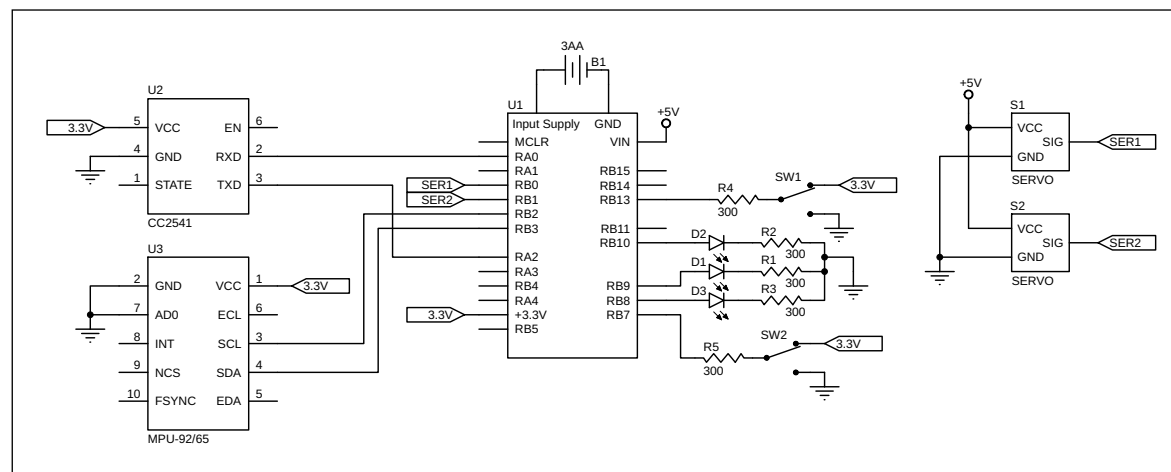 3AA
B1
U2
3.3V
5 VCC EN 6
4 GND RXD 2
1 STATE TXD 3
CC2541
U3
2 GND VCC 1 3.3V
7 AD0 ECL 6
8 INT SCL 3
9 NCS SDA 4
10 FSYNC EDA 5
MPU-92/65
U1
Input Supply GND
+5V
MCLR VIN
RA0
RA1 RB15
SER1 RB0 RB14
SER2 RB1 RB13
RB2
RB3 RB11
RB10
RA2
RA3
RB4 RB9
RA4 RB8
3.3V +3.3V RB7
RB5
R4
300
SW1
3.3V
D2 R2
300
D1 R1
300
D3 R3
300
R5
300
SW2
3.3V
+5V
S1
VCC
SIG SER1
GND
SERVO
S2
VCC
SIG SER2
GND
SERVO